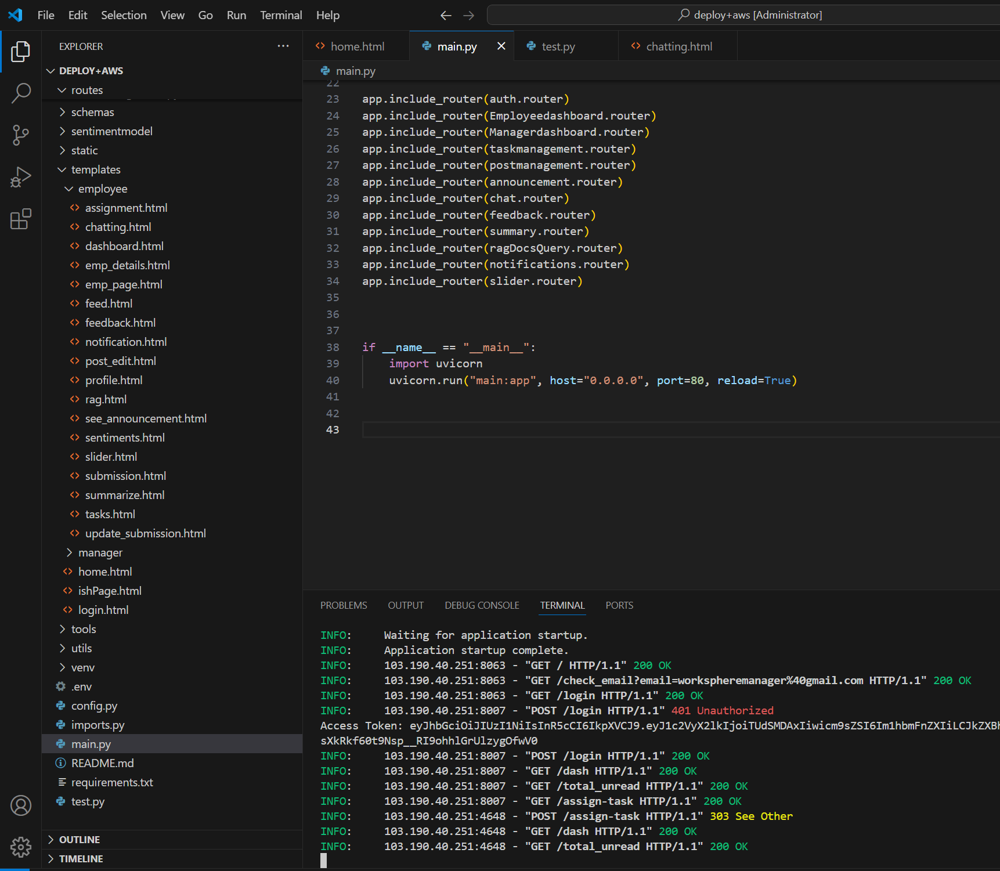 File Edit Selection View Go Run Terminal Help
deploy+aws [Administrator]
EXPLORER
DEPLOY+AWS
routes
schemas
sentimentmodel
static
templates
employee
assignment.html
chatting.html
dashboard.html
emp_details.html
emp_page.html
feed.html
feedback.html
notification.html
post_edit.html
profile.html
rag.html
see_announcement.html
sentiments.html
slider.html
submission.html
summarize.html
tasks.html
update_submission.html
manager
home.html
ishPage.html
login.html
tools
utils
venv
.env
config.py
imports.py
main.py
README.md
requirements.txt
test.py
OUTLINE
TIMELINE
home.html main.py test.py chatting.html
main.py
22
23 app.include_router(auth.router)
24 app.include_router(Employeedashboard.router)
25 app.include_router(Managerdashboard.router)
26 app.include_router(taskmanagement.router)
27 app.include_router(postmanagement.router)
28 app.include_router(announcement.router)
29 app.include_router(chat.router)
30 app.include_router(feedback.router)
31 app.include_router(summary.router)
32 app.include_router(ragDocsQuery.router)
33 app.include_router(notifications.router)
34 app.include_router(slider.router)
35
36
37
38 if __name__ == "__main__":
39 import uvicorn
40 uvicorn.run("main:app", host="0.0.0.0", port=80, reload=True)
41
42
43
PROBLEMS OUTPUT DEBUG CONSOLE TERMINAL PORTS
INFO: Waiting for application startup.
INFO: Application startup complete.
INFO: 103.190.40.251:8063 - "GET / HTTP/1.1" 200 OK
INFO: 103.190.40.251:8063 - "GET /check_email?email=workspheremanager%40gmail.com HTTP/1.1" 200 OK
INFO: 103.190.40.251:8063 - "GET /login HTTP/1.1" 200 OK
INFO: 103.190.40.251:8007 - "POST /login HTTP/1.1" 401 Unauthorized
Access Token: eyJhbGciOiJIUzI1NiIsInR5cCI6IkpXVCJ9.eyJ1c2VyX2lkIjoiTUdSMDAxIiwicm9sZSI6Im1hbmFnZXIiLCJkZXB
sXkRkf60t9Nsp__RI9ohhlGrUlzygOfwV0
INFO: 103.190.40.251:8007 - "POST /login HTTP/1.1" 200 OK
INFO: 103.190.40.251:8007 - "GET /dash HTTP/1.1" 200 OK
INFO: 103.190.40.251:8007 - "GET /total_unread HTTP/1.1" 200 OK
INFO: 103.190.40.251:8007 - "GET /assign-task HTTP/1.1" 200 OK
INFO: 103.190.40.251:4648 - "POST /assign-task HTTP/1.1" 303 See Other
INFO: 103.190.40.251:4648 - "GET /dash HTTP/1.1" 200 OK
INFO: 103.190.40.251:4648 - "GET /total_unread HTTP/1.1" 200 OK